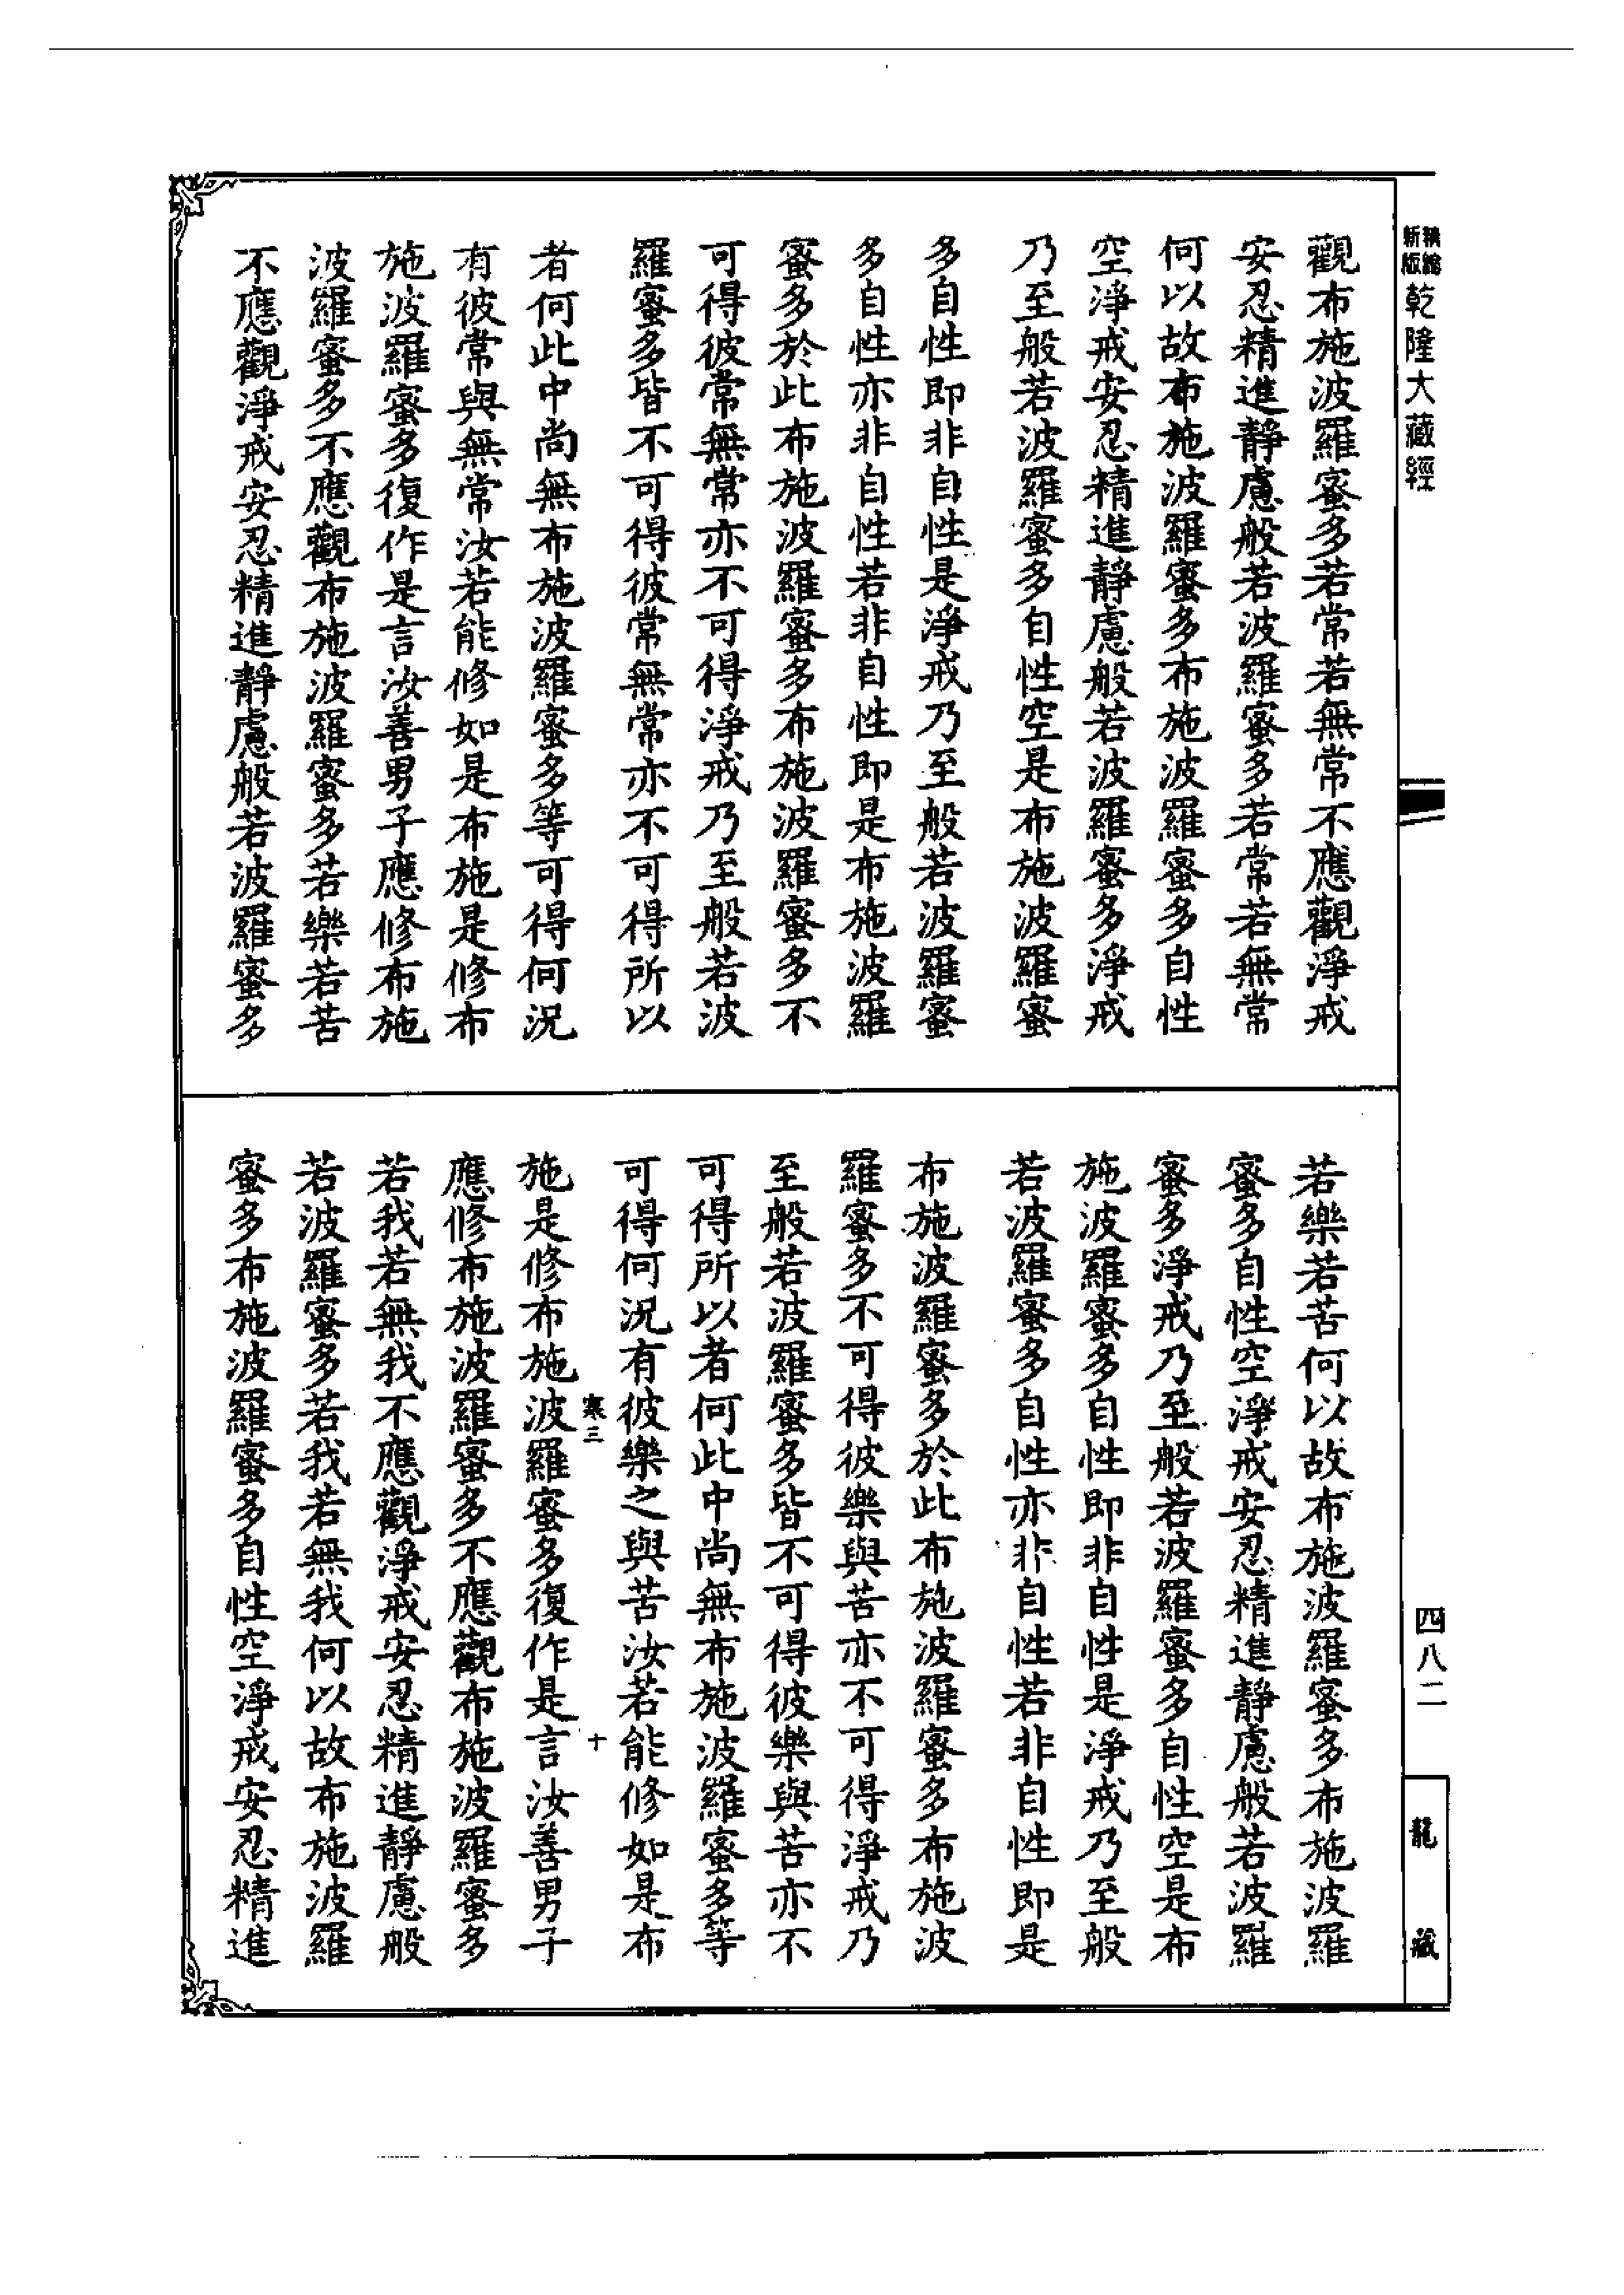 新版
精縮
乾隆大藏經
觀布施波羅蜜多若常若無常不應觀淨戒
安忍精進靜慮般若波羅蜜多若常若無常
何以故布施波羅蜜多布施波羅蜜多自性
空淨戒安忍精進靜慮般若波羅蜜多淨戒
乃至般若波羅蜜多自性空是布施波羅蜜
多自性即非自性是淨戒乃至般若波羅蜜
多自性亦非自性若非自性即是布施波羅
蜜多於此布施波羅蜜多布施波羅蜜多不
可得彼常無常亦不可得淨戒乃至般若波
羅蜜多皆不可得彼常無常亦不可得所以
者何此中尚無布施波羅蜜多等可得何況
有彼常與無常汝若能修如是布施是修布
施波羅蜜多復作是言汝善男子應修布施
波羅蜜多不應觀布施波羅蜜多若樂若苦
不應觀淨戒安忍精進靜慮般若波羅蜜多
若樂若苦何以故布施波羅蜜多布施波羅
蜜多自性空淨戒安忍精進靜慮般若波羅
蜜多淨戒乃至般若波羅蜜多自性空是布
施波羅蜜多自性即非自性是淨戒乃至般
若波羅蜜多自性亦非自性若非自性即是
布施波羅蜜多於此布施波羅蜜多布施波
羅蜜多不可得彼樂與苦亦不可得淨戒乃
至般若波羅蜜多皆不可得彼樂與苦亦不
可得所以者何此中尚無布施波羅蜜多等
可得何況有彼樂之與苦汝若能修如是布
寒三 十
施是修布施波羅蜜多復作是言汝善男子
應修布施波羅蜜多不應觀布施波羅蜜多
若我若無我不應觀淨戒安忍精進靜慮般
若波羅蜜多若我若無我何以故布施波羅
蜜多布施波羅蜜多自性空淨戒安忍精進
四八二
龍藏